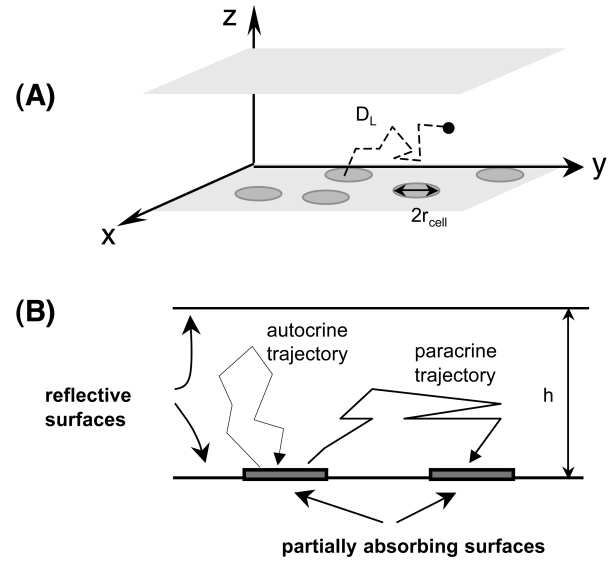 (A)
z
D_L
y
2r_cell
x
(B)
autocrine
trajectory
paracrine
trajectory
h
reflective
surfaces
partially absorbing surfaces